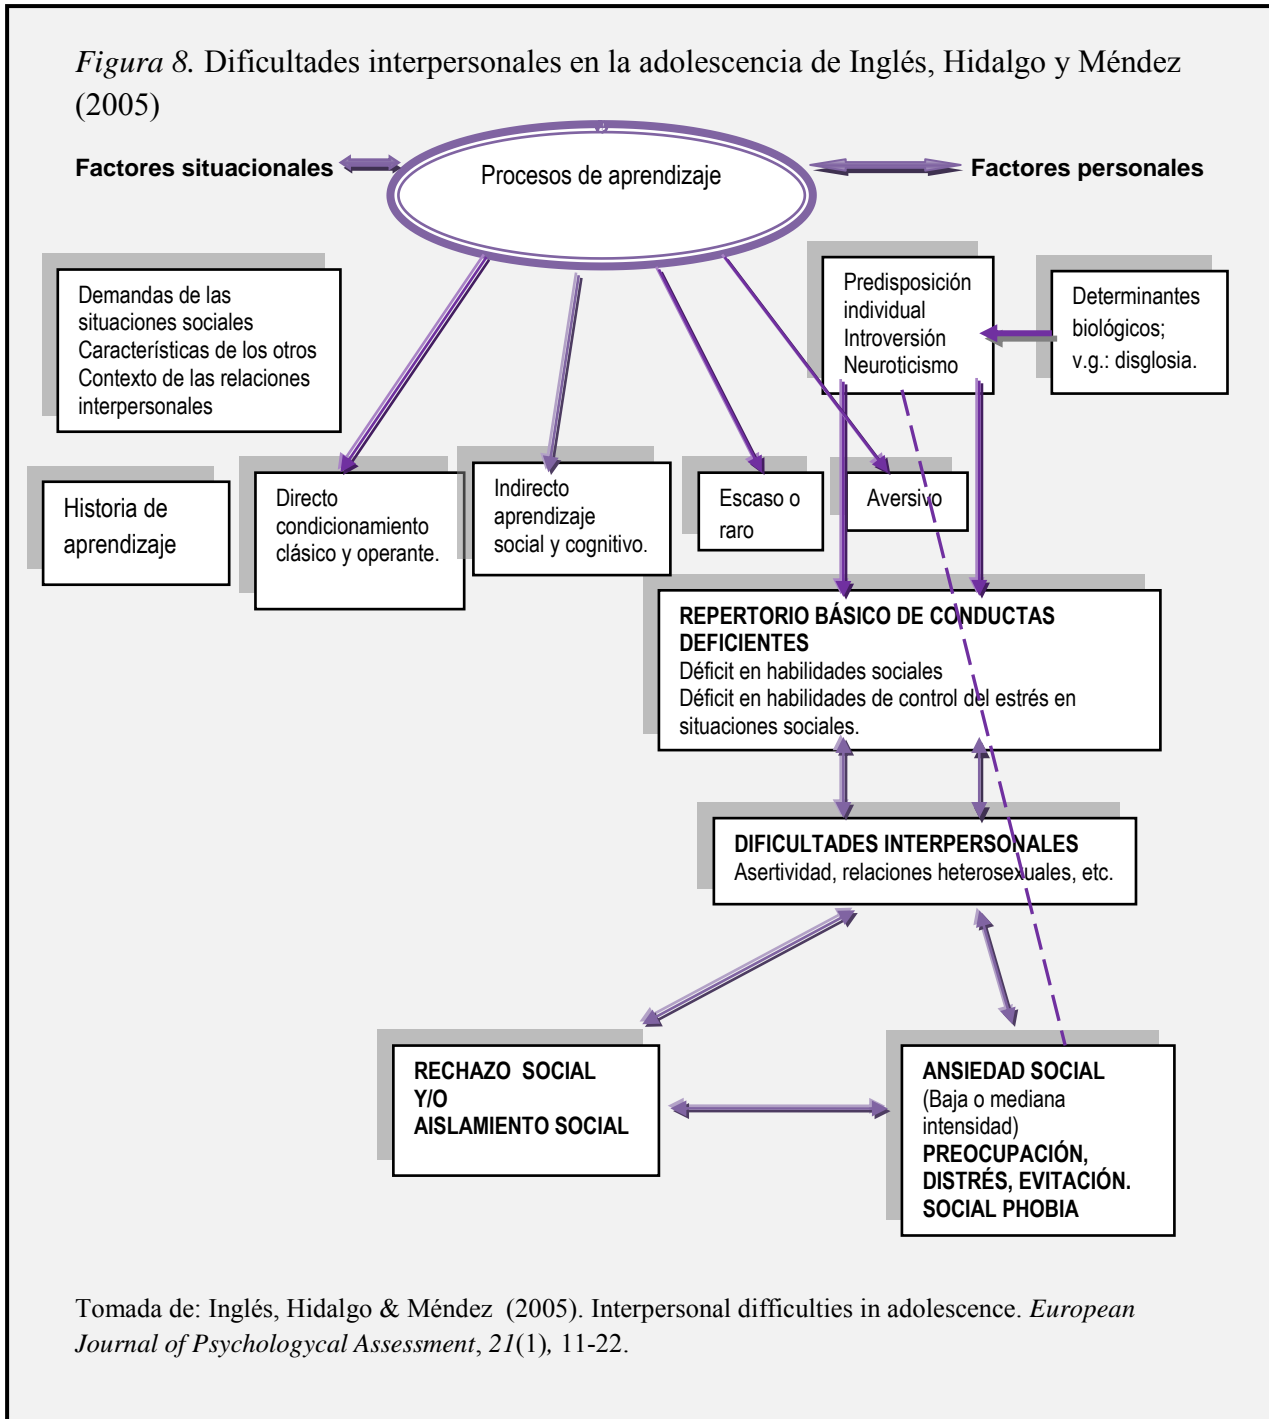 Figura 8. Dificultades interpersonales en la adolescencia de Inglés, Hidalgo y Méndez
(2005)
Factores situacionales
Procesos de aprendizaje
Factores personales
Demandas de las
situaciones sociales
Características de los otros
Contexto de las relaciones
interpersonales
Predisposición
individual
Introversión
Neuroticismo
Determinantes
biológicos;
v.g.: disglosia.
Historia de
aprendizaje
Directo
condicionamiento
clásico y operante.
Indirecto
aprendizaje
social y cognitivo.
Escaso o
raro
Aversivo
REPERTORIO BÁSICO DE CONDUCTAS
DEFICIENTES
Déficit en habilidades sociales
Déficit en habilidades de control del estrés en
situaciones sociales.
DIFICULTADES INTERPERSONALES
Asertividad, relaciones heterosexuales, etc.
RECHAZO SOCIAL
Y/O
AISLAMIENTO SOCIAL
ANSIEDAD SOCIAL
(Baja o mediana
intensidad)
PREOCUPACIÓN,
DISTRÉS, EVITACIÓN.
SOCIAL PHOBIA
Tomada de: Inglés, Hidalgo & Méndez (2005). Interpersonal difficulties in adolescence. European
Journal of Psychologycal Assessment, 21(1), 11-22.